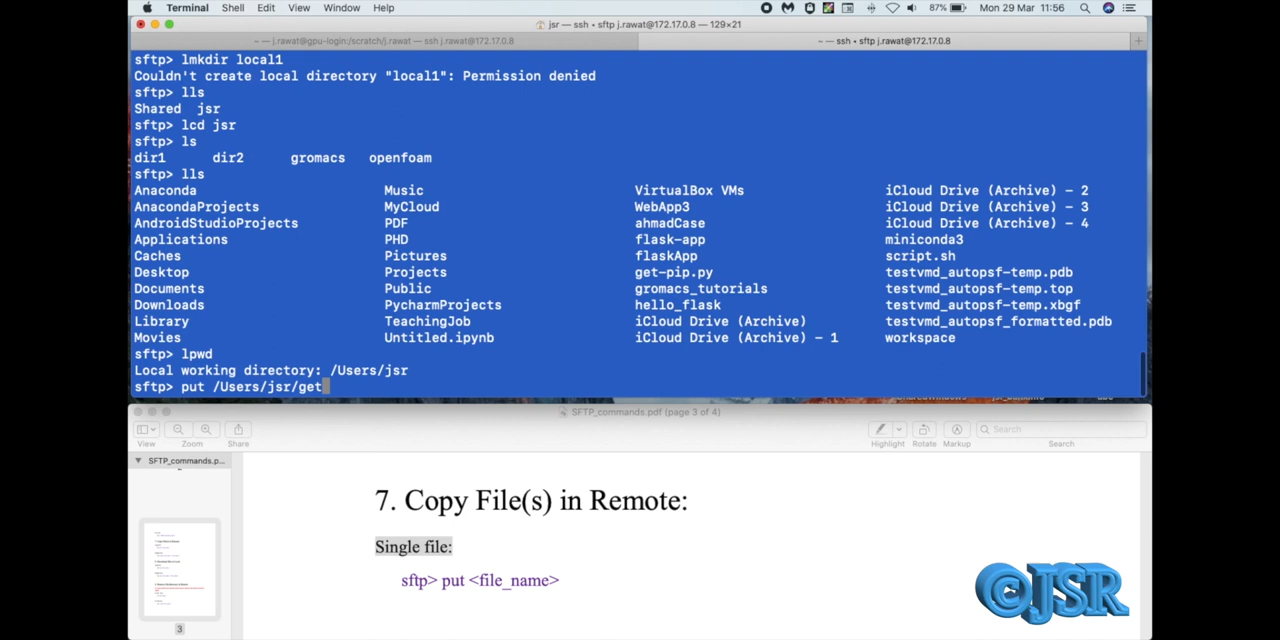 Terminal Shell Edit View Window Help 87% Mon 29 Mar 11:56
jsr — ssh • sftp j.rawat@172.17.0.8 — 129×21
~ — j.rawat@gpu-login:/scratch/j.rawat — ssh j.rawat@172.17.0.8 ~ — ssh • sftp j.rawat@172.17.0.8 +
sftp> lmkdir local1
Couldn't create local directory "local1": Permission denied
sftp> lls
Shared jsr
sftp> lcd jsr
sftp> ls
dir1 dir2 gromacs openfoam
sftp> lls
Anaconda Music VirtualBox VMs iCloud Drive (Archive) - 2
AnacondaProjects MyCloud WebApp3 iCloud Drive (Archive) - 3
AndroidStudioProjects PDF ahmadCase iCloud Drive (Archive) - 4
Applications PHD flask-app miniconda3
Caches Pictures flaskApp script.sh
Desktop Projects get-pip.py testvmd_autopsf-temp.pdb
Documents Public gromacs_tutorials testvmd_autopsf-temp.top
Downloads PycharmProjects hello_flask testvmd_autopsf-temp.xbgf
Library TeachingJob iCloud Drive (Archive) testvmd_autopsf_formatted.pdb
Movies Untitled.ipynb iCloud Drive (Archive) - 1 workspace
sftp> lpwd
Local working directory: /Users/jsr
sftp> put /Users/jsr/get
SFTP_commands.pdf (page 3 of 4)
Search
View Zoom Share Highlight Rotate Markup Search
SFTP_commands.p...
7. Copy File(s) in Remote:
Single file:
sftp> put <file_name>
©JSR
3